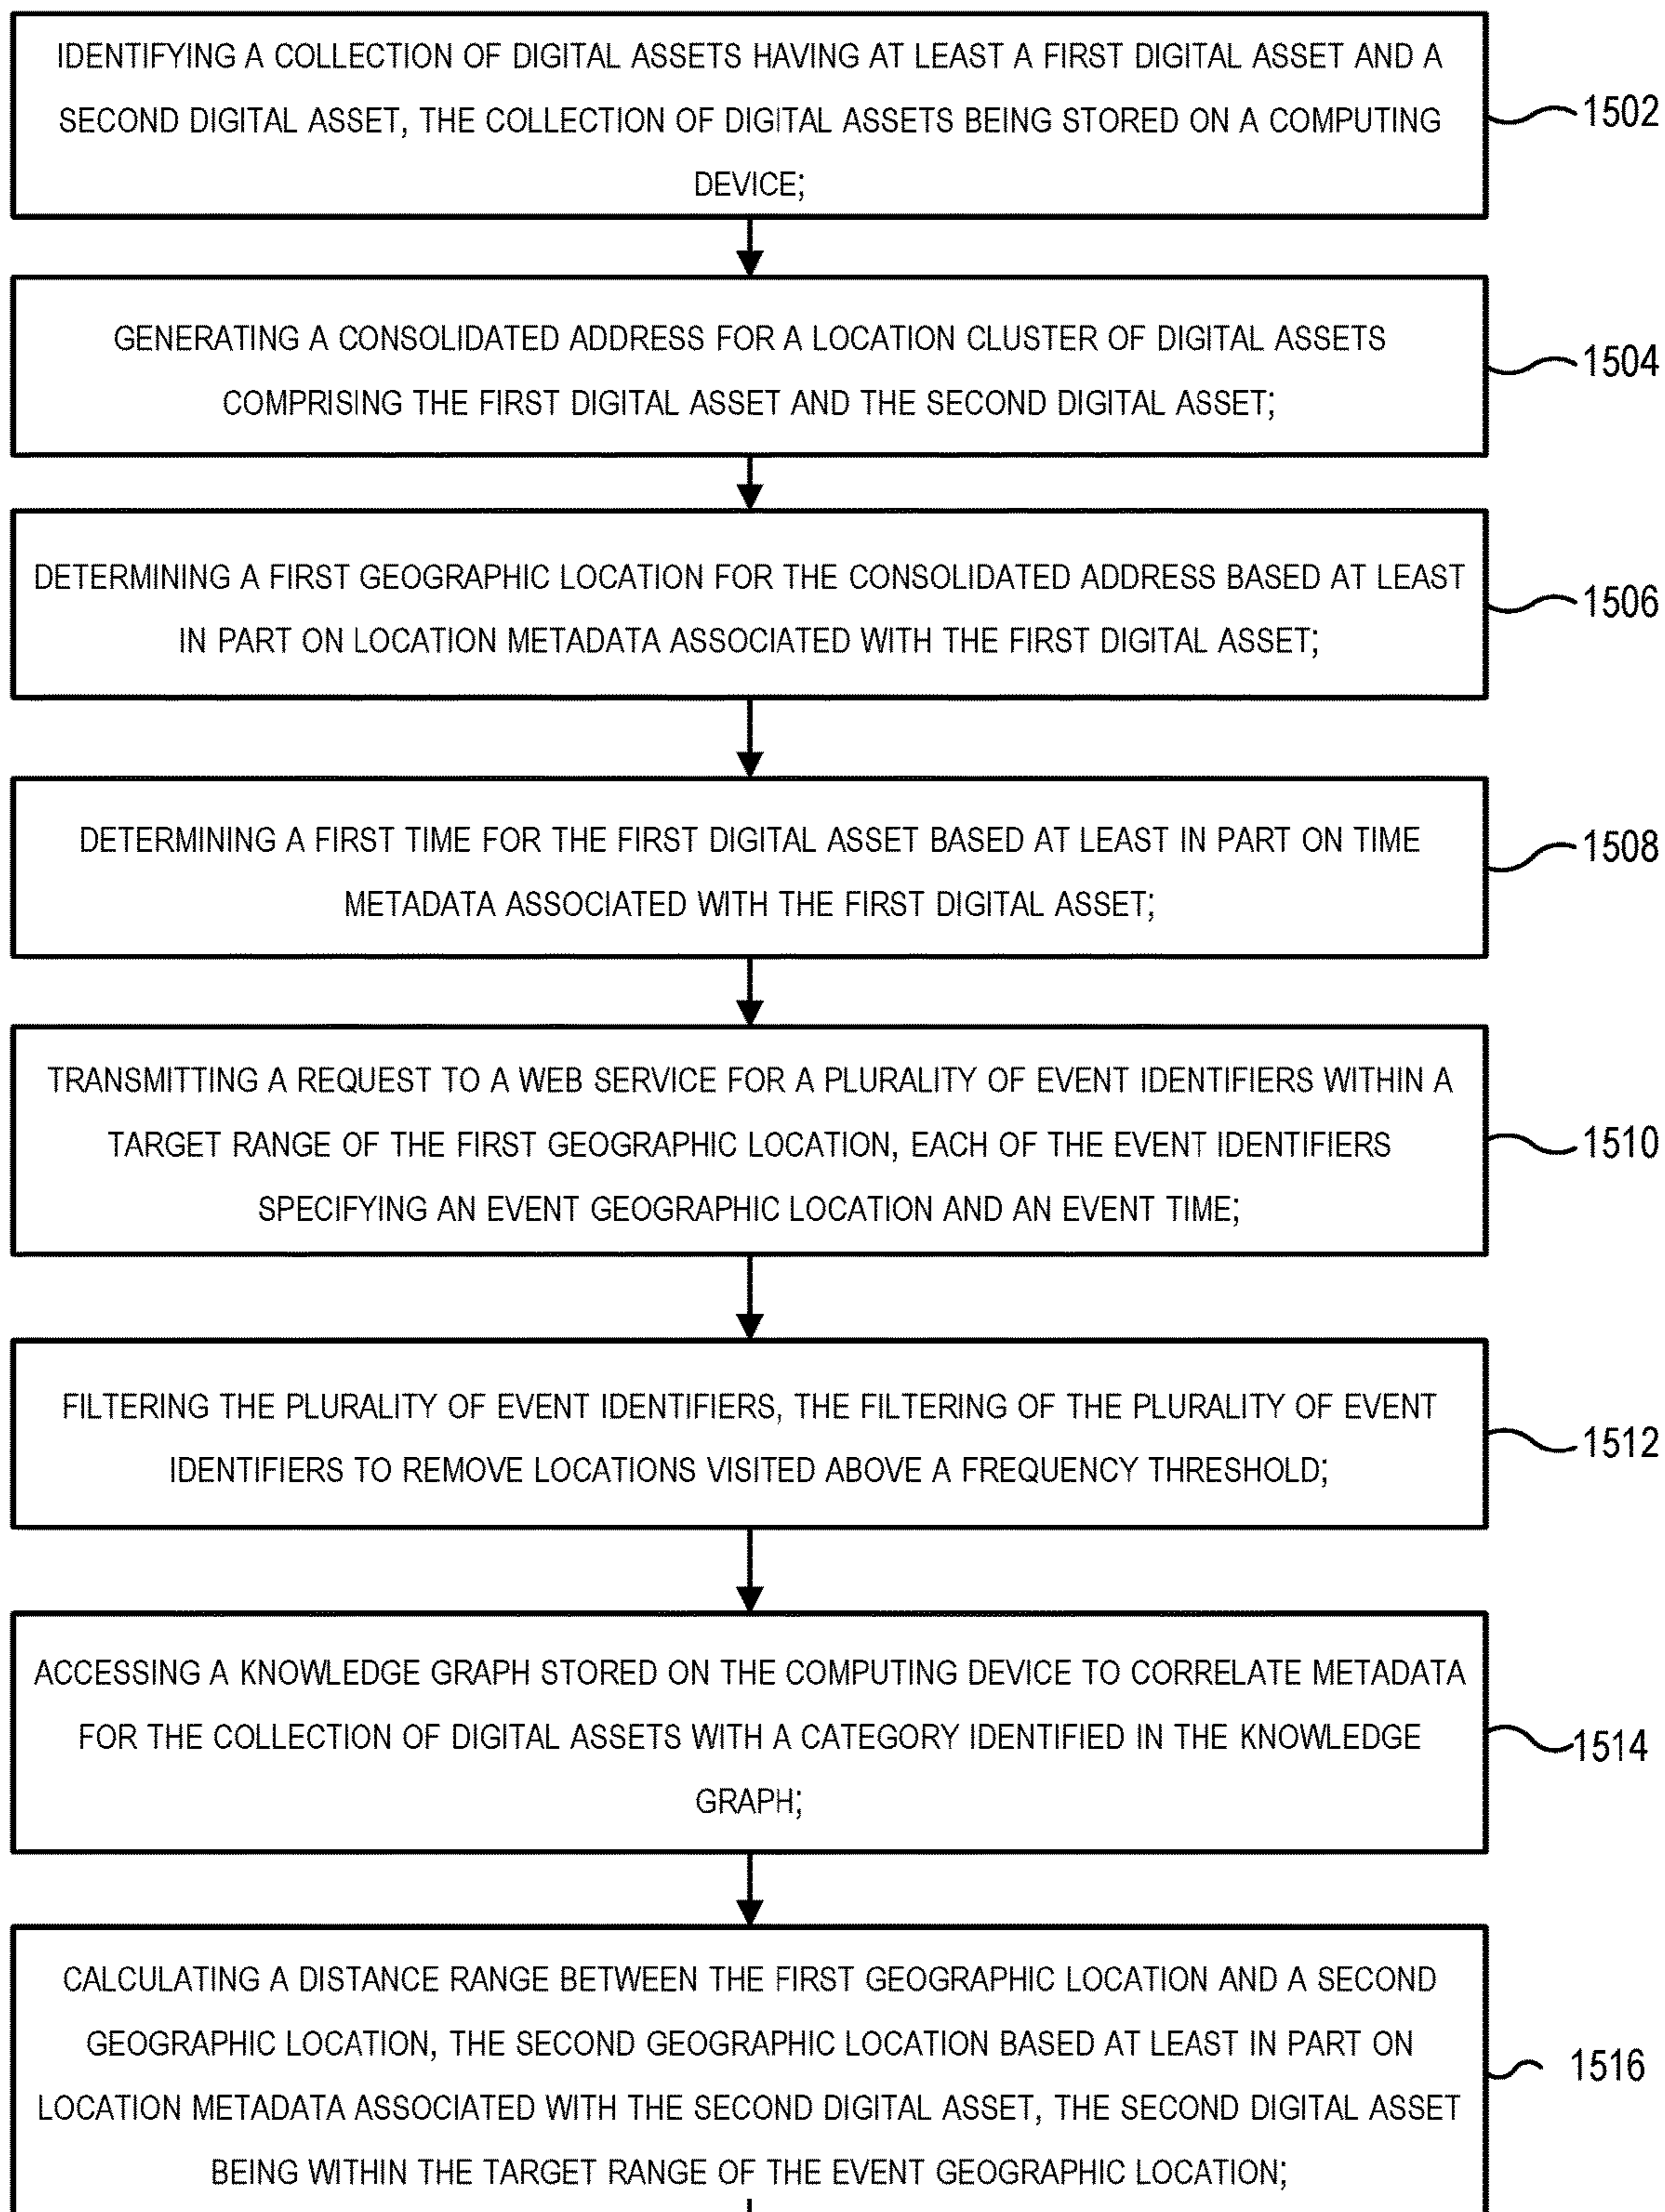 IDENTIFYING A COLLECTION OF DIGITAL ASSETS HAVING AT LEAST A FIRST DIGITAL ASSET AND A
SECOND DIGITAL ASSET, THE COLLECTION OF DIGITAL ASSETS BEING STORED ON A COMPUTING
DEVICE;
1502
GENERATING A CONSOLIDATED ADDRESS FOR A LOCATION CLUSTER OF DIGITAL ASSETS
COMPRISING THE FIRST DIGITAL ASSET AND THE SECOND DIGITAL ASSET;
1504
DETERMINING A FIRST GEOGRAPHIC LOCATION FOR THE CONSOLIDATED ADDRESS BASED AT LEAST
IN PART ON LOCATION METADATA ASSOCIATED WITH THE FIRST DIGITAL ASSET;
1506
DETERMINING A FIRST TIME FOR THE FIRST DIGITAL ASSET BASED AT LEAST IN PART ON TIME
METADATA ASSOCIATED WITH THE FIRST DIGITAL ASSET;
1508
TRANSMITTING A REQUEST TO A WEB SERVICE FOR A PLURALITY OF EVENT IDENTIFIERS WITHIN A
TARGET RANGE OF THE FIRST GEOGRAPHIC LOCATION, EACH OF THE EVENT IDENTIFIERS
SPECIFYING AN EVENT GEOGRAPHIC LOCATION AND AN EVENT TIME;
1510
FILTERING THE PLURALITY OF EVENT IDENTIFIERS, THE FILTERING OF THE PLURALITY OF EVENT
IDENTIFIERS TO REMOVE LOCATIONS VISITED ABOVE A FREQUENCY THRESHOLD;
1512
ACCESSING A KNOWLEDGE GRAPH STORED ON THE COMPUTING DEVICE TO CORRELATE METADATA
FOR THE COLLECTION OF DIGITAL ASSETS WITH A CATEGORY IDENTIFIED IN THE KNOWLEDGE
GRAPH;
1514
CALCULATING A DISTANCE RANGE BETWEEN THE FIRST GEOGRAPHIC LOCATION AND A SECOND
GEOGRAPHIC LOCATION, THE SECOND GEOGRAPHIC LOCATION BASED AT LEAST IN PART ON
LOCATION METADATA ASSOCIATED WITH THE SECOND DIGITAL ASSET, THE SECOND DIGITAL ASSET
BEING WITHIN THE TARGET RANGE OF THE EVENT GEOGRAPHIC LOCATION;
1516